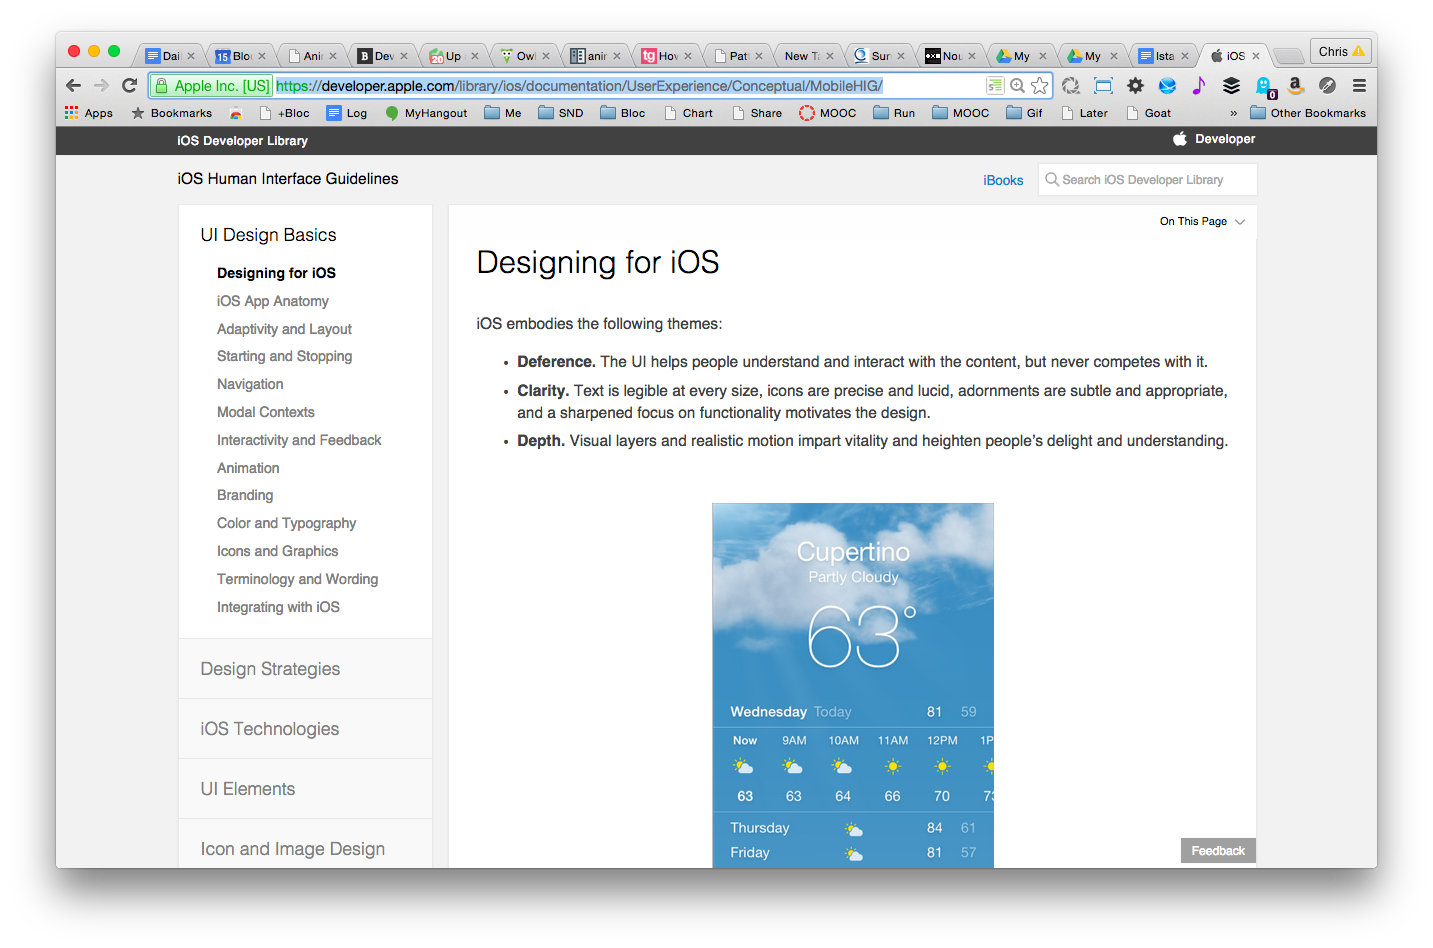 Dail
15 Blo
Ani
B Dev
20 Up
Owl
anir
tg How
Patt
New Ta
Sur
Nou
My
My
Ista
iOS
Chris
Apple Inc. [US] https://developer.apple.com/library/ios/documentation/UserExperience/Conceptual/MobileHIG/
0
a
Apps Bookmarks +Bloc Log MyHangout Me SND Bloc Chart Share MOOC Run MOOC Gif Later Goat » Other Bookmarks
iOS Developer Library
Developer
iOS Human Interface Guidelines
iBooks
Search iOS Developer Library
UI Design Basics
Designing for iOS
iOS App Anatomy
Adaptivity and Layout
Starting and Stopping
Navigation
Modal Contexts
Interactivity and Feedback
Animation
Branding
Color and Typography
Icons and Graphics
Terminology and Wording
Integrating with iOS
Design Strategies
iOS Technologies
UI Elements
Icon and Image Design
On This Page
Designing for iOS
iOS embodies the following themes:
• Deference. The UI helps people understand and interact with the content, but never competes with it.
• Clarity. Text is legible at every size, icons are precise and lucid, adornments are subtle and appropriate,
and a sharpened focus on functionality motivates the design.
• Depth. Visual layers and realistic motion impart vitality and heighten people’s delight and understanding.
Cupertino
Partly Cloudy
63°
Wednesday Today 81 59
Now 9AM 10AM 11AM 12PM 1P
63 63 64 66 70 73
Thursday 84 61
Friday 81 57
Feedback